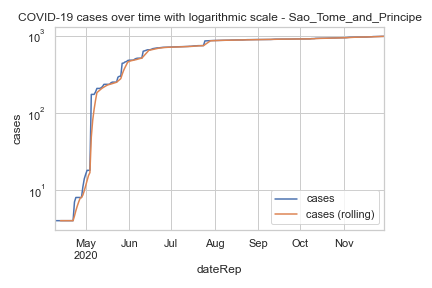 COVID-19 cases over time with logarithmic scale - Sao_Tome_and_Principe
10³
10²
10¹
cases
May
2020
Jun
Jul
Aug
Sep
Oct
Nov
dateRep
cases
cases (rolling)